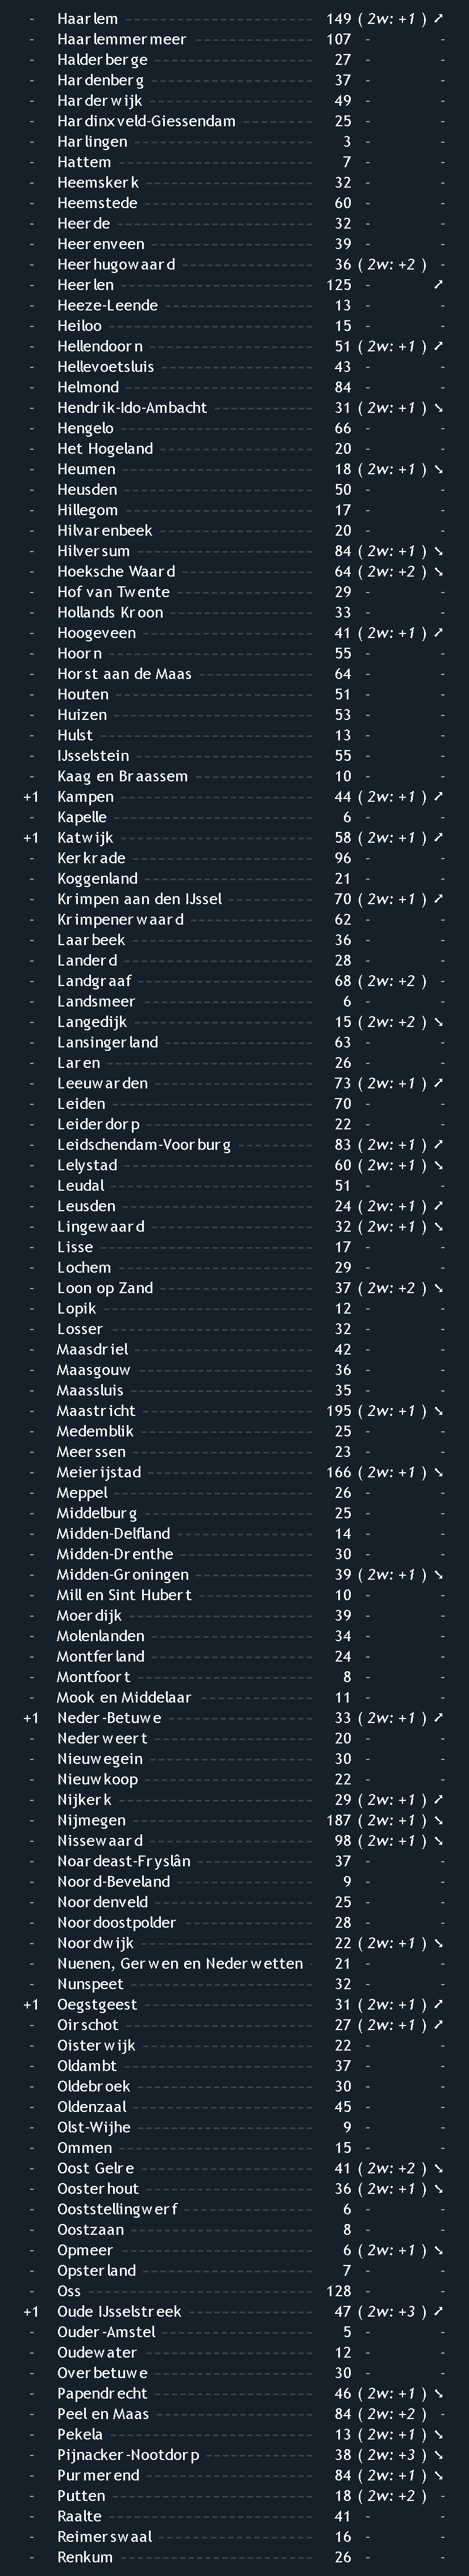 - Haarlem 149 ( 2w: +1 ) ➚
- Haarlemmermeer 107 - -
- Halderberge 27 - -
- Hardenberg 37 - -
- Harderwijk 49 - -
- Hardinxveld-Giessendam 25 - -
- Harlingen 3 - -
- Hattem 7 - -
- Heemskerk 32 - -
- Heemstede 60 - -
- Heerde 32 - -
- Heerenveen 39 - -
- Heerhugowaard 36 ( 2w: +2 ) -
- Heerlen 125 - ➚
- Heeze-Leende 13 - -
- Heiloo 15 - -
- Hellendoorn 51 ( 2w: +1 ) ➚
- Hellevoetsluis 43 - -
- Helmond 84 - -
- Hendrik-Ido-Ambacht 31 ( 2w: +1 ) ➘
- Hengelo 66 - -
- Het Hogeland 20 - -
- Heumen 18 ( 2w: +1 ) ➘
- Heusden 50 - -
- Hillegom 17 - -
- Hilvarenbeek 20 - -
- Hilversum 84 ( 2w: +1 ) ➘
- Hoeksche Waard 64 ( 2w: +2 ) ➘
- Hof van Twente 29 - -
- Hollands Kroon 33 - -
- Hoogeveen 41 ( 2w: +1 ) ➚
- Hoorn 55 - -
- Horst aan de Maas 64 - -
- Houten 51 - -
- Huizen 53 - -
- Hulst 13 - -
- IJsselstein 55 - -
- Kaag en Braassem 10 - -
+1 Kampen 44 ( 2w: +1 ) ➚
- Kapelle 6 - -
+1 Katwijk 58 ( 2w: +1 ) ➚
- Kerkrade 96 - -
- Koggenland 21 - -
- Krimpen aan den IJssel 70 ( 2w: +1 ) ➚
- Krimpenerwaard 62 - -
- Laarbeek 36 - -
- Landerd 28 - -
- Landgraaf 68 ( 2w: +2 ) -
- Landsmeer 6 - -
- Langedijk 15 ( 2w: +2 ) ➘
- Lansingerland 63 - -
- Laren 26 - -
- Leeuwarden 73 ( 2w: +1 ) ➚
- Leiden 70 - -
- Leiderdorp 22 - -
- Leidschendam-Voorburg 83 ( 2w: +1 ) ➚
- Lelystad 60 ( 2w: +1 ) ➘
- Leudal 51 - -
- Leusden 24 ( 2w: +1 ) ➚
- Lingewaard 32 ( 2w: +1 ) ➘
- Lisse 17 - -
- Lochem 29 - -
- Loon op Zand 37 ( 2w: +2 ) ➘
- Lopik 12 - -
- Losser 32 - -
- Maasdriel 42 - -
- Maasgouw 36 - -
- Maassluis 35 - -
- Maastricht 195 ( 2w: +1 ) ➘
- Medemblik 25 - -
- Meerssen 23 - -
- Meierijstad 166 ( 2w: +1 ) ➘
- Meppel 26 - -
- Middelburg 25 - -
- Midden-Delfland 14 - -
- Midden-Drenthe 30 - -
- Midden-Groningen 39 ( 2w: +1 ) ➘
- Mill en Sint Hubert 10 - -
- Moerdijk 39 - -
- Molenlanden 34 - -
- Montferland 24 - -
- Montfoort 8 - -
- Mook en Middelaar 11 - -
+1 Neder-Betuwe 33 ( 2w: +1 ) ➚
- Nederweert 20 - -
- Nieuwegein 30 - -
- Nieuwkoop 22 - -
- Nijkerk 29 ( 2w: +1 ) ➚
- Nijmegen 187 ( 2w: +1 ) ➘
- Nissewaard 98 ( 2w: +1 ) ➘
- Noardeast-Fryslân 37 - -
- Noord-Beveland 9 - -
- Noordenveld 25 - -
- Noordoostpolder 28 - -
- Noordwijk 22 ( 2w: +1 ) ➘
- Nuenen, Gerwen en Nederwetten 21 - -
- Nunspeet 32 - -
+1 Oegstgeest 31 ( 2w: +1 ) ➚
- Oirschot 27 ( 2w: +1 ) ➚
- Oisterwijk 22 - -
- Oldambt 37 - -
- Oldebroek 30 - -
- Oldenzaal 45 - -
- Olst-Wijhe 9 - -
- Ommen 15 - -
- Oost Gelre 41 ( 2w: +2 ) ➘
- Oosterhout 36 ( 2w: +1 ) ➘
- Ooststellingwerf 6 - -
- Oostzaan 8 - -
- Opmeer 6 ( 2w: +1 ) ➘
- Opsterland 7 - -
- Oss 128 - -
+1 Oude IJsselstreek 47 ( 2w: +3 ) ➚
- Ouder-Amstel 5 - -
- Oudewater 12 - -
- Overbetuwe 30 - -
- Papendrecht 46 ( 2w: +1 ) ➘
- Peel en Maas 84 ( 2w: +2 ) -
- Pekela 13 ( 2w: +1 ) ➘
- Pijnacker-Nootdorp 38 ( 2w: +3 ) ➘
- Purmerend 84 ( 2w: +1 ) ➘
- Putten 18 ( 2w: +2 ) -
- Raalte 41 - -
- Reimerswaal 16 - -
- Renkum 26 - -